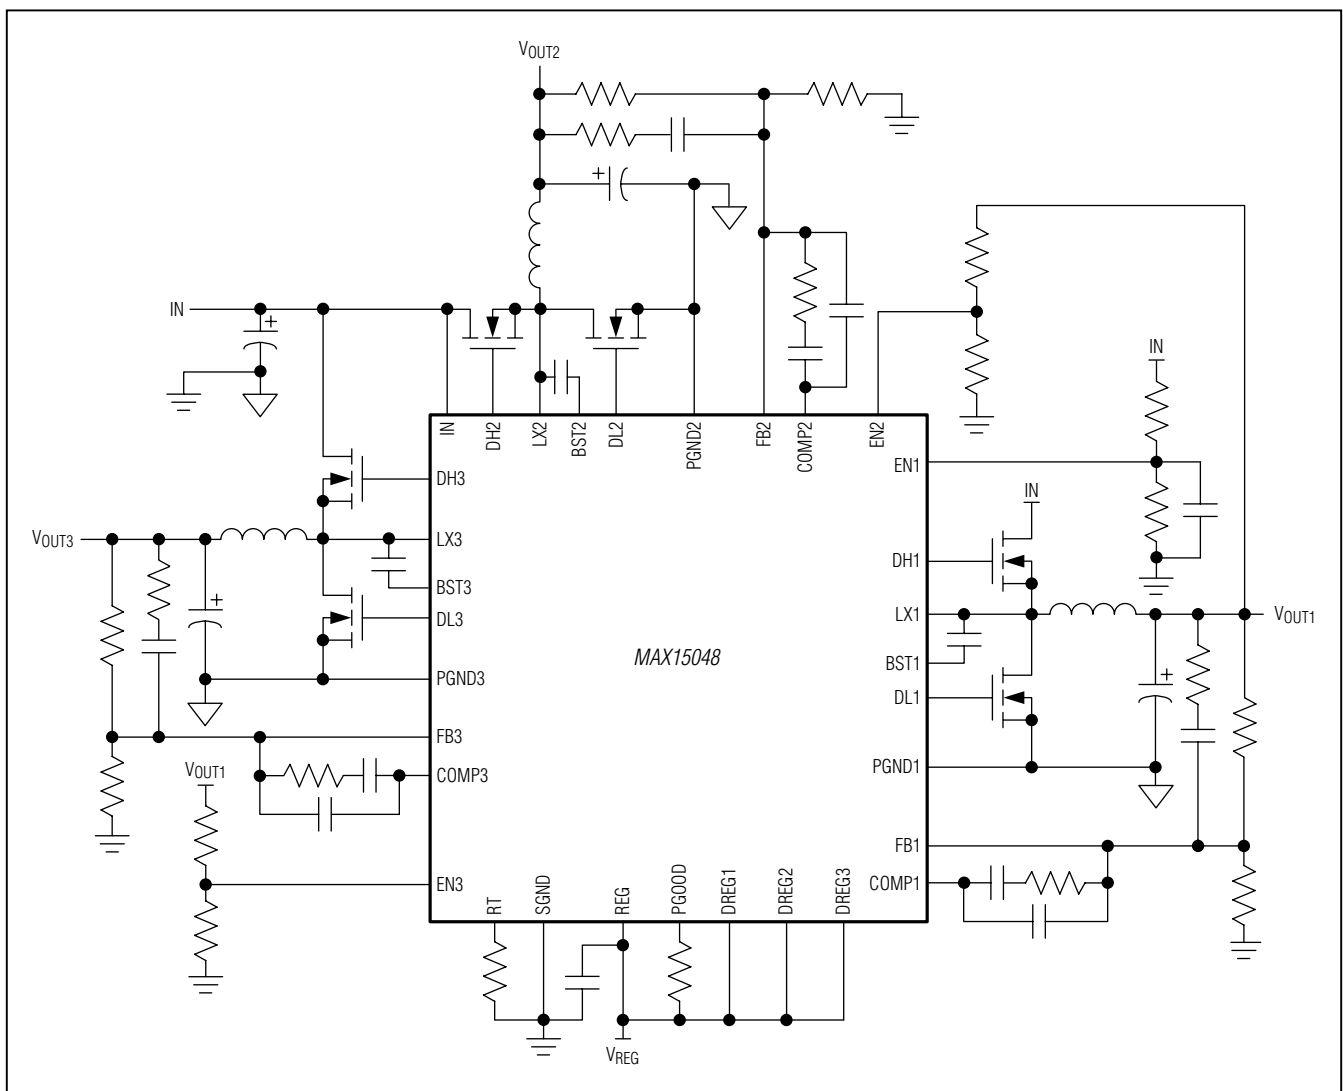 VOUT2
+
IN
+
IN
IN
DH2
LX2
BST2
DL2
PGND2
FB2
COMP2
EN2
EN1
DH3
IN
VOUT3
LX3
DH1
+
BST3
LX1
VOUT1
DL3
MAX15048
BST1
PGND3
DL1
+
FB3
VOUT1
COMP3
PGND1
FB1
EN3
COMP1
RT
SGND
REG
PGOOD
DREG1
DREG2
DREG3
VREG